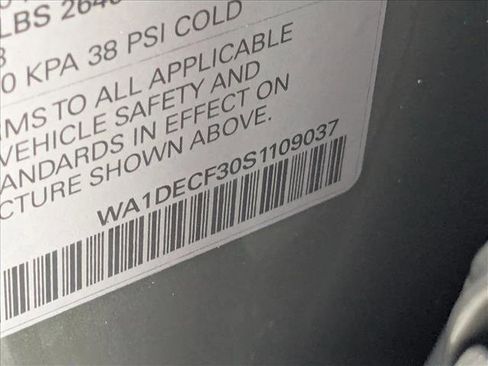 LBS 264
0 KPA 38 PSI COLD
MS TO ALL APPLICABLE
VEHICLE SAFETY AND
ANDARDS IN EFFECT ON
CTURE SHOWN ABOVE.
WA1DECF30S1109037